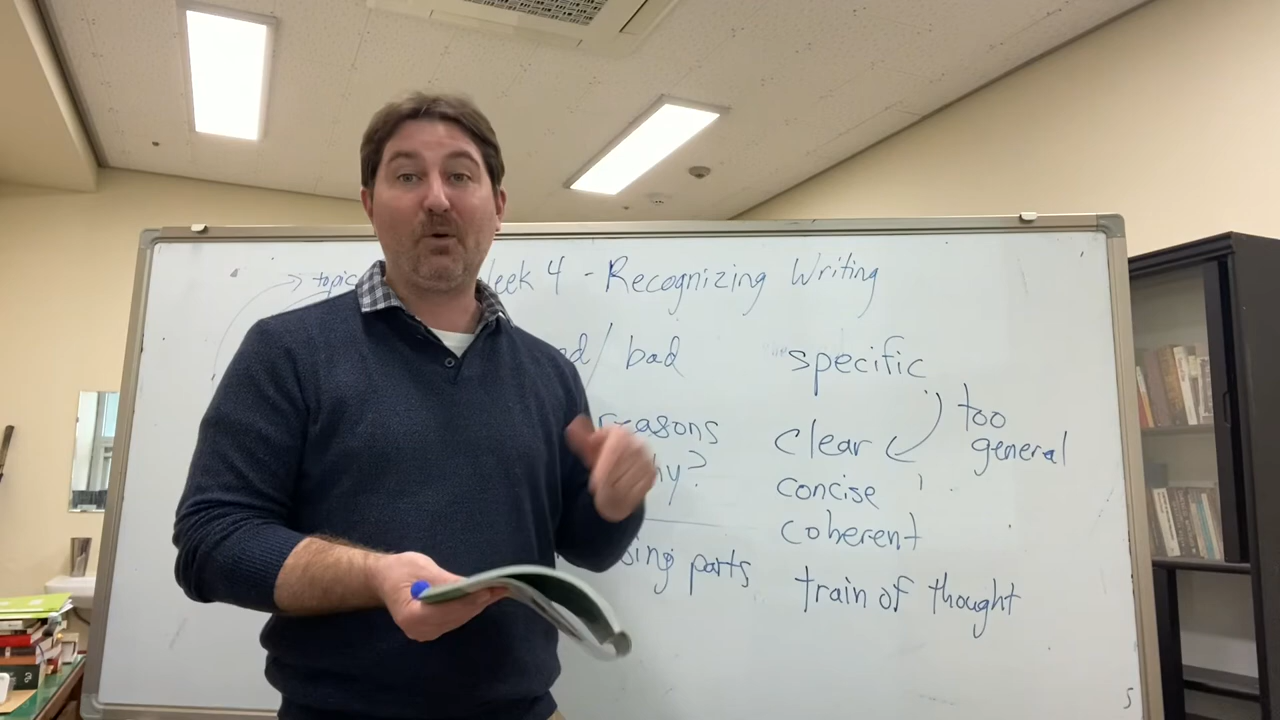 topic
Week 4 - Recognizing Writing
/ bad
reasons
?
parts
specific
too
general
clear
concise
coherent
train of thought